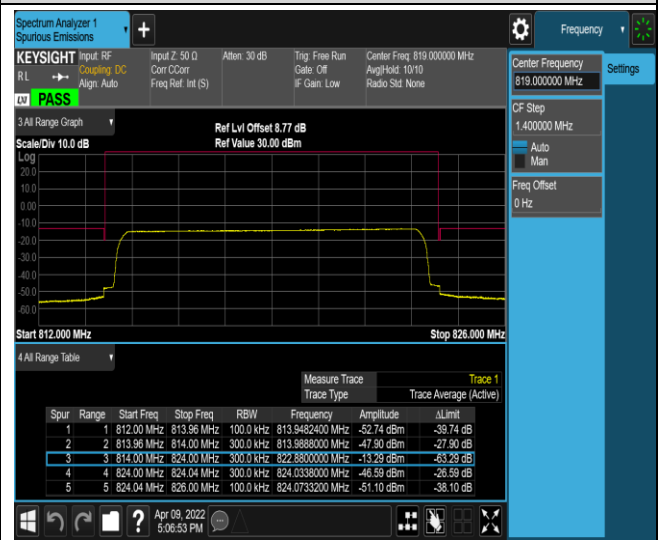 Spectrum Analyzer 1
Spurious Emissions
Frequency
KEYSIGHT
R L
LXI
PASS
Input: RF
Coupling: DC
Align: Auto
Input Z: 50 Ω
Corr CCorr
Freq Ref: Int (S)
Atten: 30 dB
Trig: Free Run
Gate: Off
IF Gain: Low
Center Freq: 819.000000 MHz
Avg|Hold: 10/10
Radio Std: None
Center Frequency
819.000000 MHz
Settings
CF Step
1.400000 MHz
Auto
Man
Freq Offset
0 Hz
3 All Range Graph
Scale/Div 10.0 dB
Ref Lvl Offset 8.77 dB
Ref Value 30.00 dBm
Log
20.0
10.0
0.00
-10.0
-20.0
-30.0
-40.0
-50.0
-60.0
Start 812.000 MHz
Stop 826.000 MHz
4 All Range Table
Measure Trace Trace 1
Trace Type Trace Average (Active)
Spur Range Start Freq Stop Freq RBW Frequency Amplitude ΔLimit
1 1 812.00 MHz 813.96 MHz 100.0 kHz 813.9482400 MHz -52.74 dBm -39.74 dB
2 2 813.96 MHz 814.00 MHz 300.0 kHz 813.9888000 MHz -47.90 dBm -27.90 dB
3 3 814.00 MHz 824.00 MHz 300.0 kHz 822.8800000 MHz -13.29 dBm -63.29 dB
4 4 824.00 MHz 824.04 MHz 300.0 kHz 824.0338000 MHz -46.59 dBm -26.59 dB
5 5 824.04 MHz 826.00 MHz 100.0 kHz 824.0733200 MHz -51.10 dBm -38.10 dB
Apr 09, 2022
5:06:53 PM